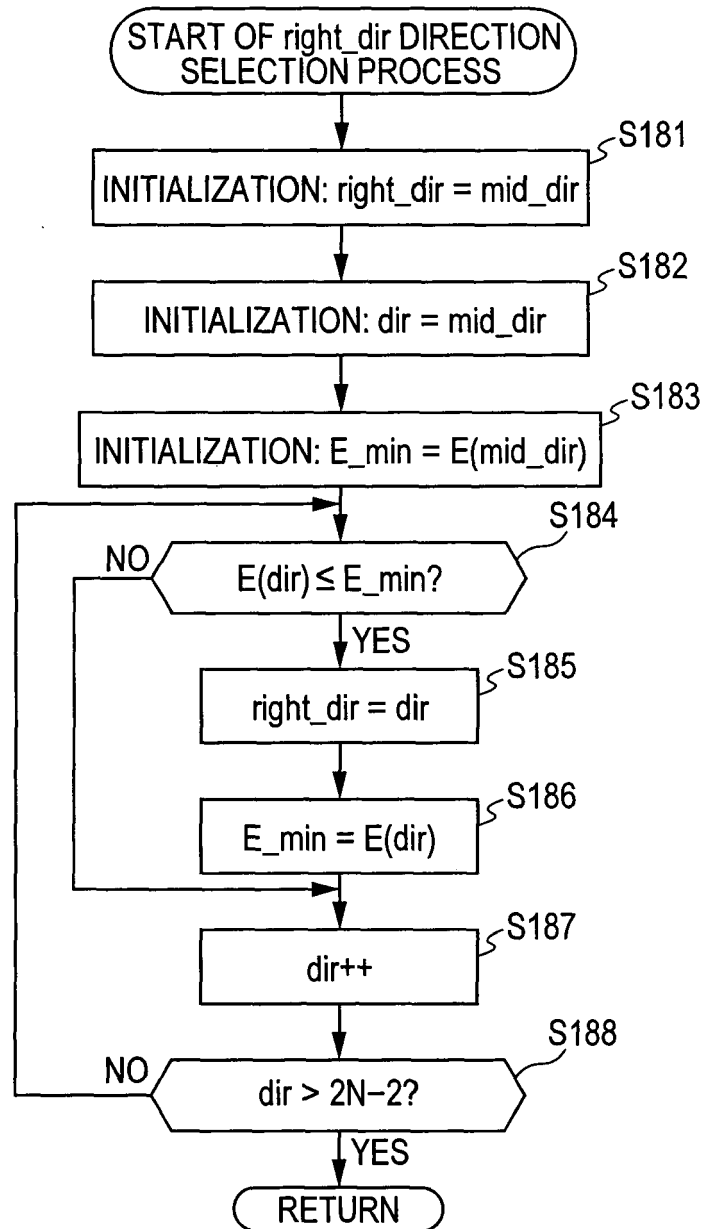 START OF right_dir DIRECTION
SELECTION PROCESS
S181
INITIALIZATION: right_dir = mid_dir
S182
INITIALIZATION: dir = mid_dir
S183
INITIALIZATION: E_min = E(mid_dir)
S184
NO
E(dir) ≤ E_min?
YES
S185
right_dir = dir
S186
E_min = E(dir)
S187
dir++
S188
NO
dir > 2N−2?
YES
RETURN